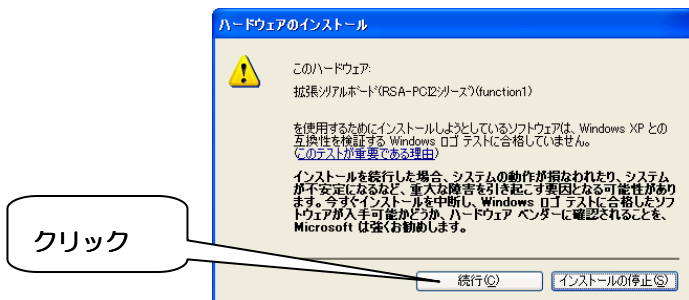 ハードウェアのインストール
このハードウェア:
拡張シリアルボード(RSA-PCI2シリーズ)(function1)
を使用するためにインストールしようとしているソフトウェアは、Windows XP との
互換性を検証する Windows ロゴ テストに合格していません。
(このテストが重要である理由)
インストールを続行した場合、システムの動作が損なわれたり、システム
が不安定になるなど、重大な障害を引き起こす要因となる可能性があり
ます。今すぐインストールを中断し、Windows ロゴ テストに合格したソフ
トウェアが入手可能かどうか、ハードウェア ベンダーに確認されることを、
Microsoft は強くお勧めします。
クリック
続行(C)
インストールの停止(S)